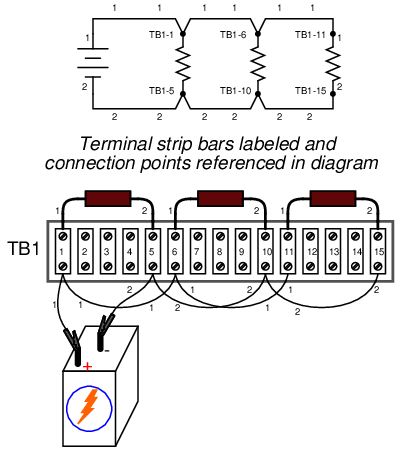 1 1 1 1 1 1
1 TB1-1 TB1-6 TB1-11 1
2 TB1-5 TB1-10 TB1-15 2
2 2 2 2 2 2
Terminal strip bars labeled and
connection points referenced in diagram
1 2 1 2 1 2
TB1 1 2 3 4 5 6 7 8 9 10 11 12 13 14 15
1 1 2 2 1 1 2 2
+ -